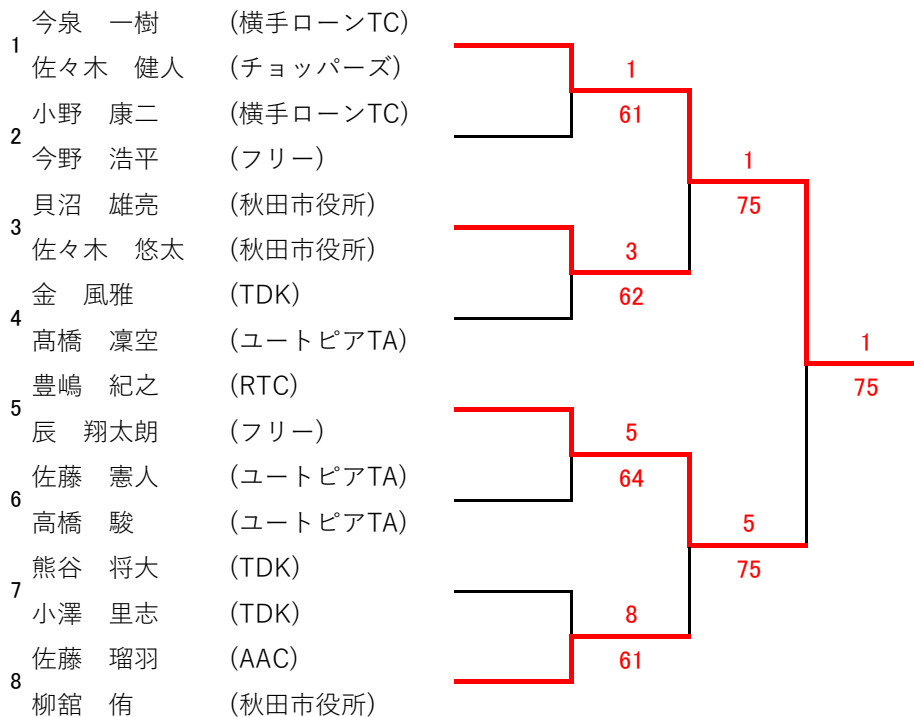 1
今泉　一樹 (横手ローンTC)
佐々木　健人 (チョッパーズ)
2
小野　康二 (横手ローンTC)
今野　浩平 (フリー)
3
貝沼　雄亮 (秋田市役所)
佐々木　悠太 (秋田市役所)
4
金　風雅 (TDK)
髙橋　凜空 (ユートピアTA)
5
豊嶋　紀之 (RTC)
辰　翔太朗 (フリー)
6
佐藤　憲人 (ユートピアTA)
高橋　駿 (ユートピアTA)
7
熊谷　将大 (TDK)
小澤　里志 (TDK)
8
佐藤　瑠羽 (AAC)
柳舘　侑 (秋田市役所)
1
61
3
62
5
64
8
61
1
75
5
75
1
75